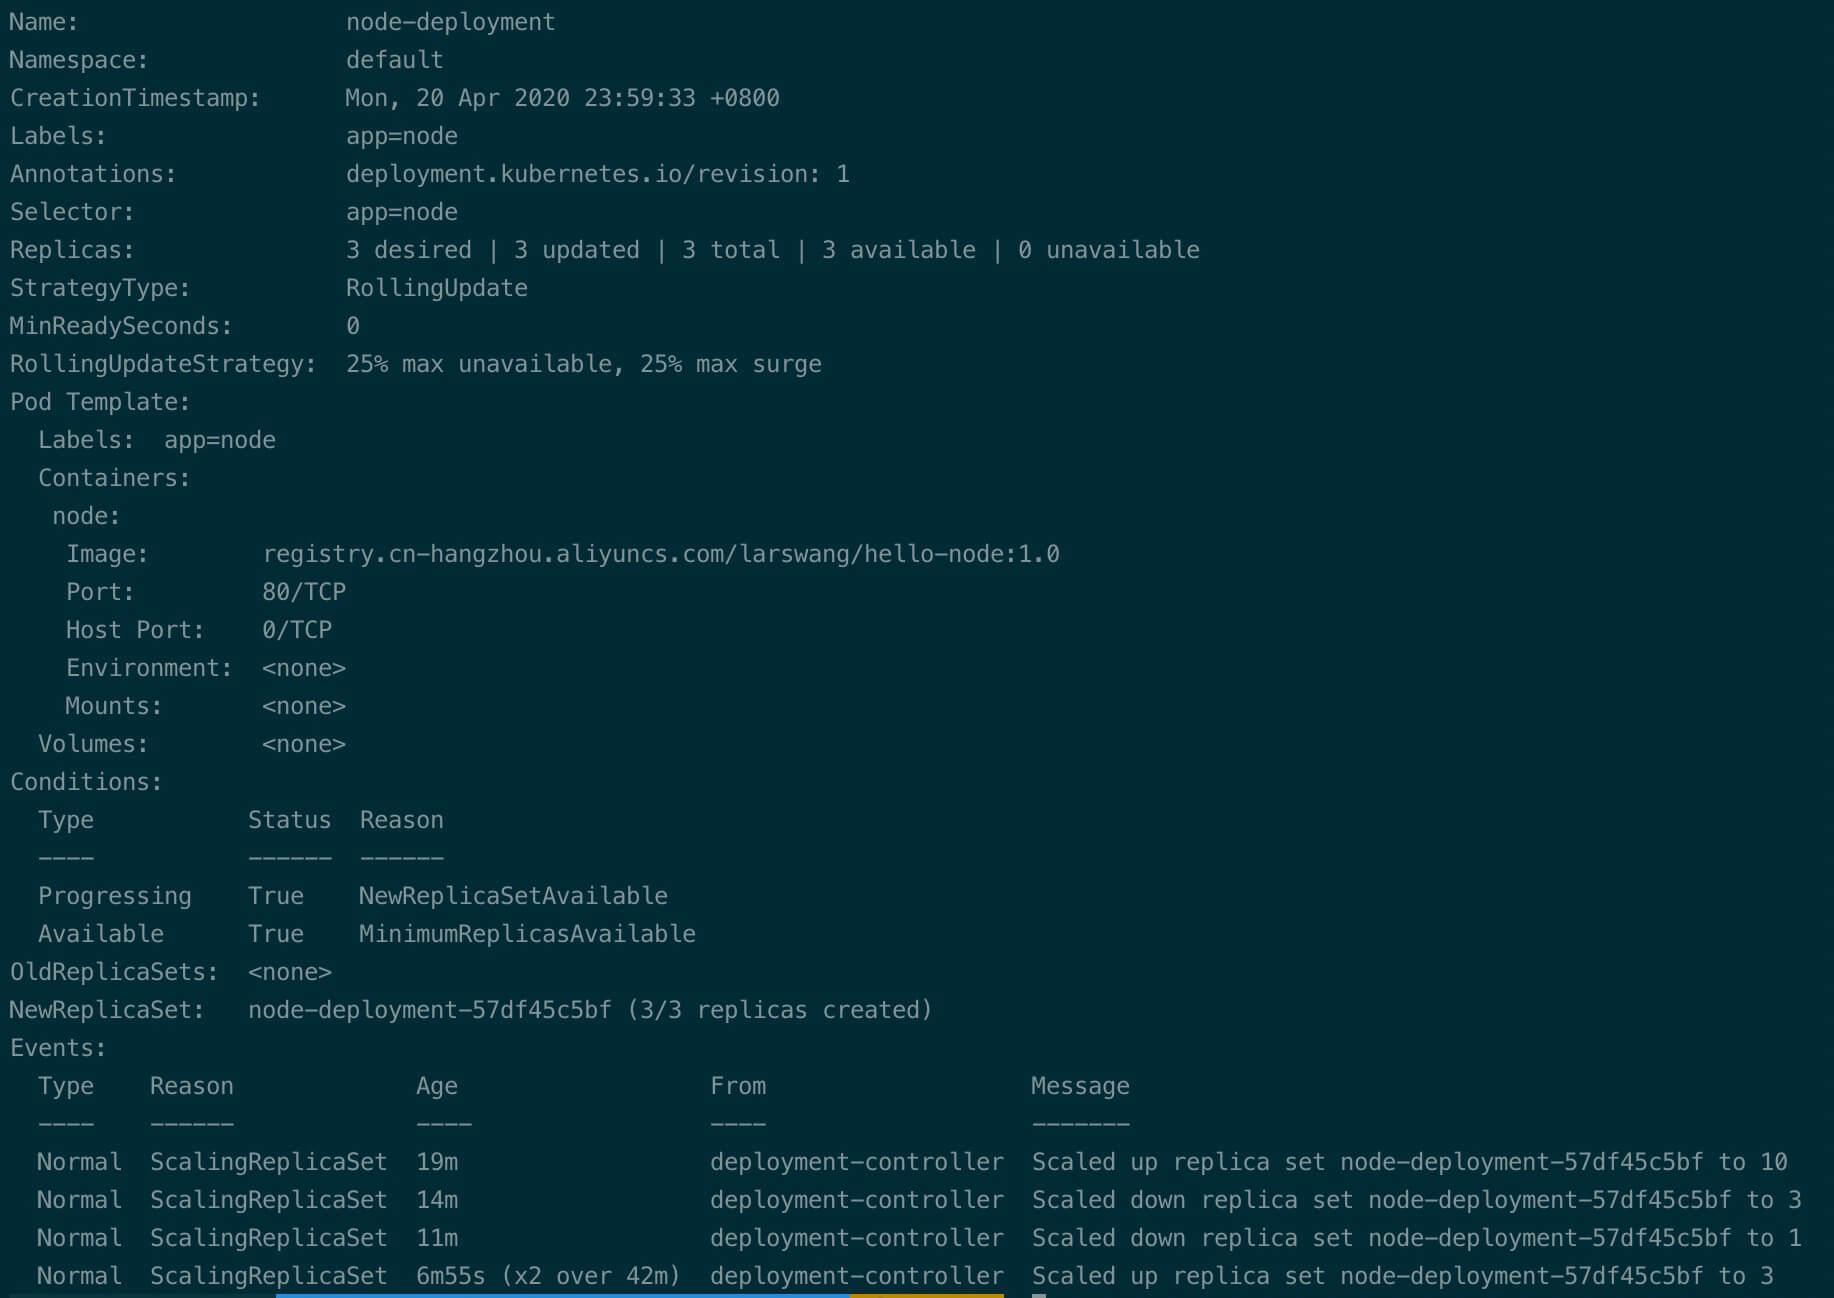 Name:                   node-deployment
Namespace:              default
CreationTimestamp:      Mon, 20 Apr 2020 23:59:33 +0800
Labels:                 app=node
Annotations:            deployment.kubernetes.io/revision: 1
Selector:               app=node
Replicas:               3 desired | 3 updated | 3 total | 3 available | 0 unavailable
StrategyType:           RollingUpdate
MinReadySeconds:        0
RollingUpdateStrategy:  25% max unavailable, 25% max surge
Pod Template:
  Labels:  app=node
  Containers:
   node:
    Image:        registry.cn-hangzhou.aliyuncs.com/larswang/hello-node:1.0
    Port:         80/TCP
    Host Port:    0/TCP
    Environment:  <none>
    Mounts:       <none>
  Volumes:        <none>
Conditions:
  Type           Status  Reason
  ----           ------  ------
  Progressing    True    NewReplicaSetAvailable
  Available      True    MinimumReplicasAvailable
OldReplicaSets:  <none>
NewReplicaSet:   node-deployment-57df45c5bf (3/3 replicas created)
Events:
  Type    Reason             Age                  From                   Message
  ----    ------             ----                 ----                   -------
  Normal  ScalingReplicaSet  19m                  deployment-controller  Scaled up replica set node-deployment-57df45c5bf to 10
  Normal  ScalingReplicaSet  14m                  deployment-controller  Scaled down replica set node-deployment-57df45c5bf to 3
  Normal  ScalingReplicaSet  11m                  deployment-controller  Scaled down replica set node-deployment-57df45c5bf to 1
  Normal  ScalingReplicaSet  6m55s (x2 over 42m)  deployment-controller  Scaled up replica set node-deployment-57df45c5bf to 3